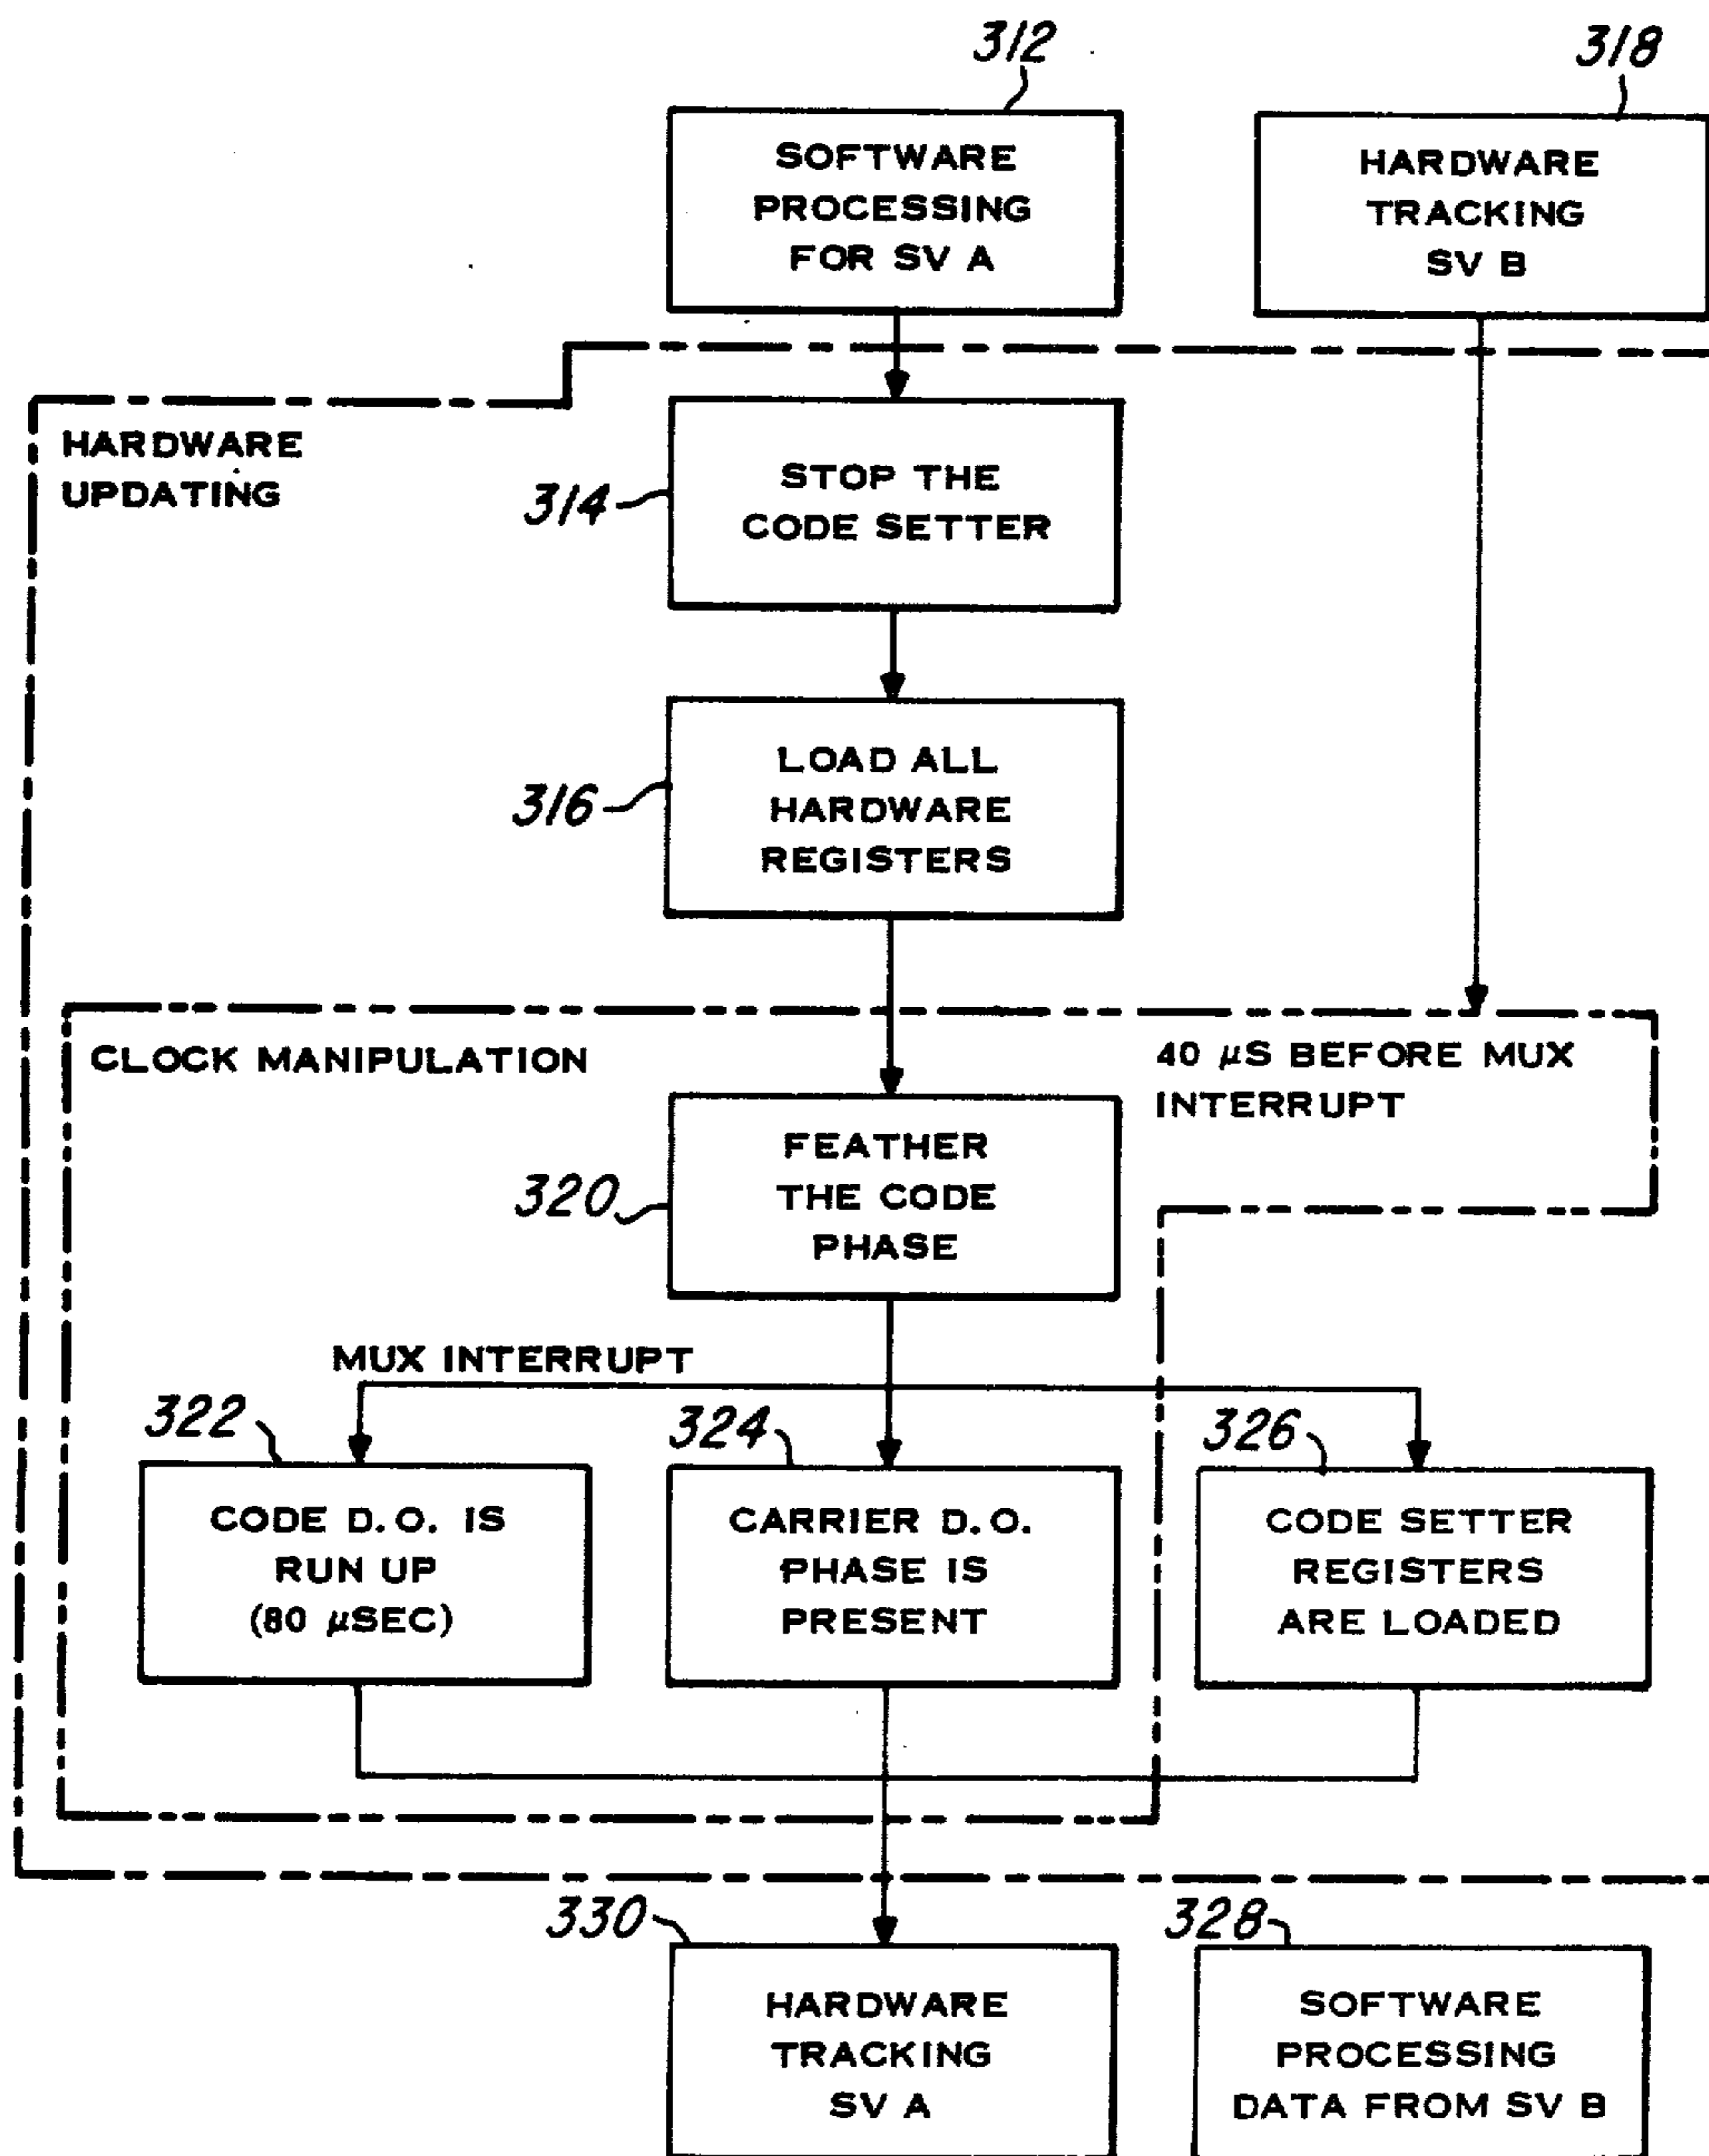 312
318
SOFTWARE
PROCESSING
FOR SV A
HARDWARE
TRACKING
SV B
HARDWARE
UPDATING
314
STOP THE
CODE SETTER
316
LOAD ALL
HARDWARE
REGISTERS
CLOCK MANIPULATION
40 μS BEFORE MUX
INTERRUPT
320
FEATHER
THE CODE
PHASE
MUX INTERRUPT
322
324
326
CODE D.O. IS
RUN UP
(80 μSEC)
CARRIER D.O.
PHASE IS
PRESENT
CODE SETTER
REGISTERS
ARE LOADED
330
328
HARDWARE
TRACKING
SV A
SOFTWARE
PROCESSING
DATA FROM SV B